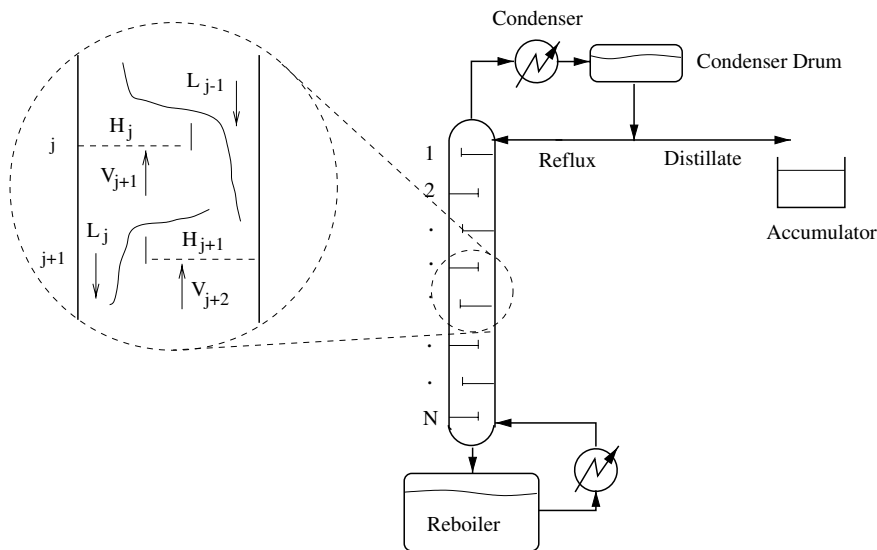 Condenser
Condenser Drum
L j-1
H j
j
V j+1
1
Reflux
Distillate
2
L j
H j+1
j+1
V j+2
.
.
.
.
.
N
Accumulator
Reboiler